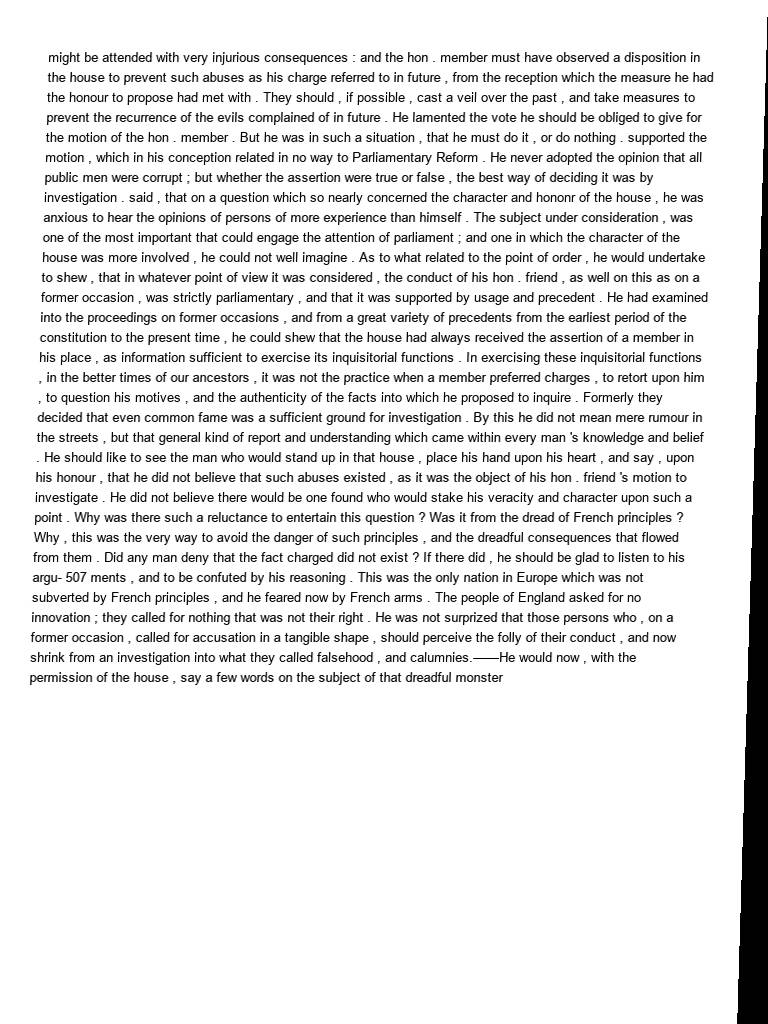 might be attended with very injurious consequences : and the hon . member must have observed a disposition in
the house to prevent such abuses as his charge referred to in future , from the reception which the measure he had
the honour to propose had met with . They should , if possible , cast a veil over the past , and take measures to
prevent the recurrence of the evils complained of in future . He lamented the vote he should be obliged to give for
the motion of the hon . member . But he was in such a situation , that he must do it , or do nothing . supported the
motion , which in his conception related in no way to Parliamentary Reform . He never adopted the opinion that all
public men were corrupt ; but whether the assertion were true or false , the best way of deciding it was by
investigation . said , that on a question which so nearly concerned the character and hononr of the house , he was
anxious to hear the opinions of persons of more experience than himself . The subject under consideration , was
one of the most important that could engage the attention of parliament ; and one in which the character of the
house was more involved , he could not well imagine . As to what related to the point of order , he would undertake
to shew , that in whatever point of view it was considered , the conduct of his hon . friend , as well on this as on a
former occasion , was strictly parliamentary , and that it was supported by usage and precedent . He had examined
into the proceedings on former occasions , and from a great variety of precedents from the earliest period of the
constitution to the present time , he could shew that the house had always received the assertion of a member in
his place , as information sufficient to exercise its inquisitorial functions . In exercising these inquisitorial functions
, in the better times of our ancestors , it was not the practice when a member preferred charges , to retort upon him
, to question his motives , and the authenticity of the facts into which he proposed to inquire . Formerly they
decided that even common fame was a sufficient ground for investigation . By this he did not mean mere rumour in
the streets , but that general kind of report and understanding which came within every man 's knowledge and belief
. He should like to see the man who would stand up in that house , place his hand upon his heart , and say , upon
his honour , that he did not believe that such abuses existed , as it was the object of his hon . friend 's motion to
investigate . He did not believe there would be one found who would stake his veracity and character upon such a
point . Why was there such a reluctance to entertain this question ? Was it from the dread of French principles ?
Why , this was the very way to avoid the danger of such principles , and the dreadful consequences that flowed
from them . Did any man deny that the fact charged did not exist ? If there did , he should be glad to listen to his
argu- 507 ments , and to be confuted by his reasoning . This was the only nation in Europe which was not
subverted by French principles , and he feared now by French arms . The people of England asked for no
innovation ; they called for nothing that was not their right . He was not surprized that those persons who , on a
former occasion , called for accusation in a tangible shape , should perceive the folly of their conduct , and now
shrink from an investigation into what they called falsehood , and calumnies.——He would now , with the
permission of the house , say a few words on the subject of that dreadful monster